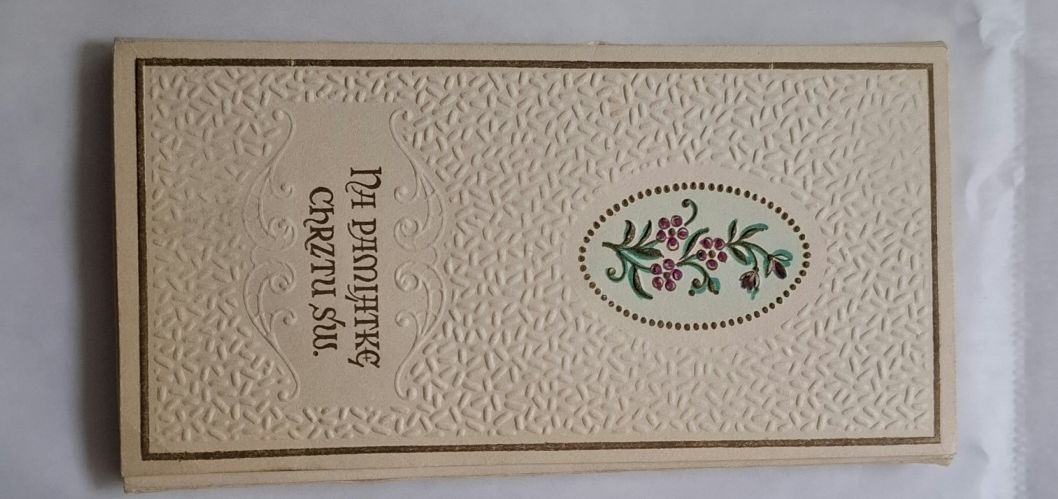 NA PAMIĄTKĘ
CHRZTU ŚW.